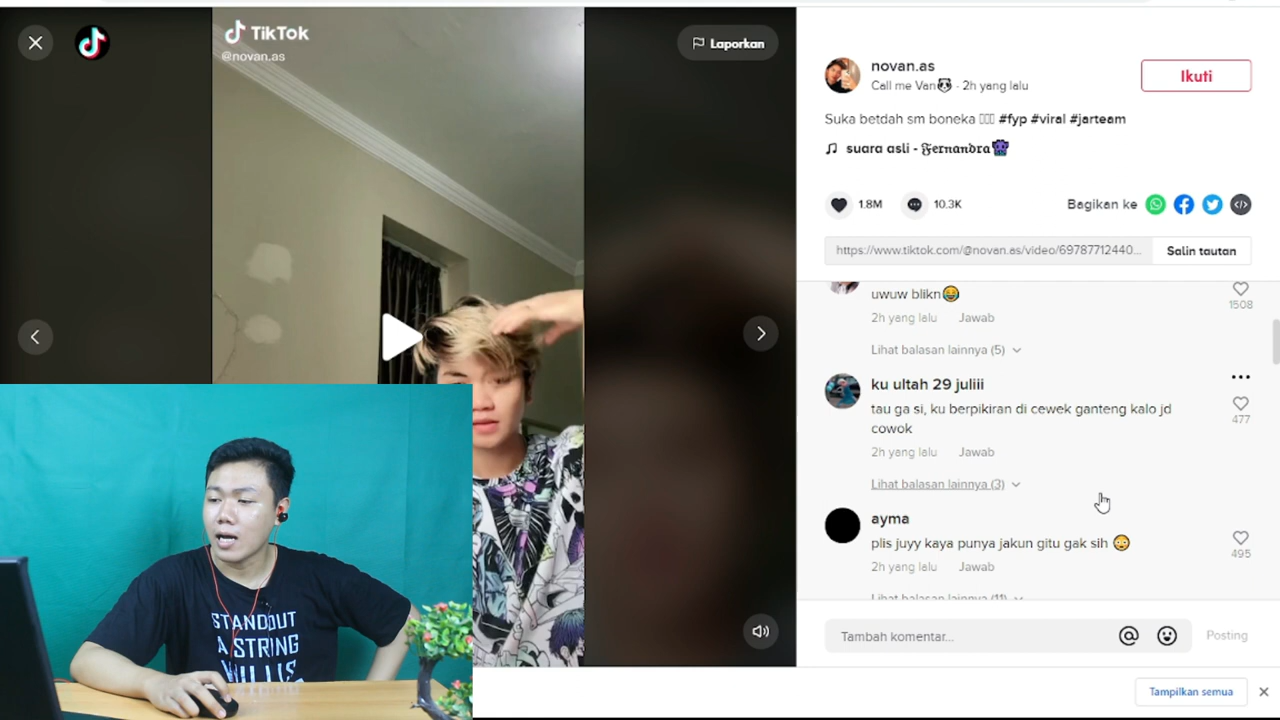 TikTok
@novan.as
Laporkan
novan.as
Call me Van🐼 · 2h yang lalu
Ikuti
Suka betdah sm boneka #fyp #viral #jarteam
suara asli - 𝕱𝖊𝖗𝖓𝖆𝖓𝖉𝖗𝖆
1.8M
10.3K
Bagikan ke
https://www.tiktok.com/@novan.as/video/69787712440...
Salin tautan
uwuw blikn😂
1508
2h yang lalu Jawab
Lihat balasan lainnya (5)
ku ultah 29 juliii
tau ga si, ku berpikiran di cewek ganteng kalo jd
cowok
477
2h yang lalu Jawab
Lihat balasan lainnya (3)
ayma
plis juyy kaya punya jakun gitu gak sih 😳
495
2h yang lalu Jawab
Lihat balasan lainnya (11)
Tambah komentar...
Posting
Tampilkan semua
STANDOUT
A STRING